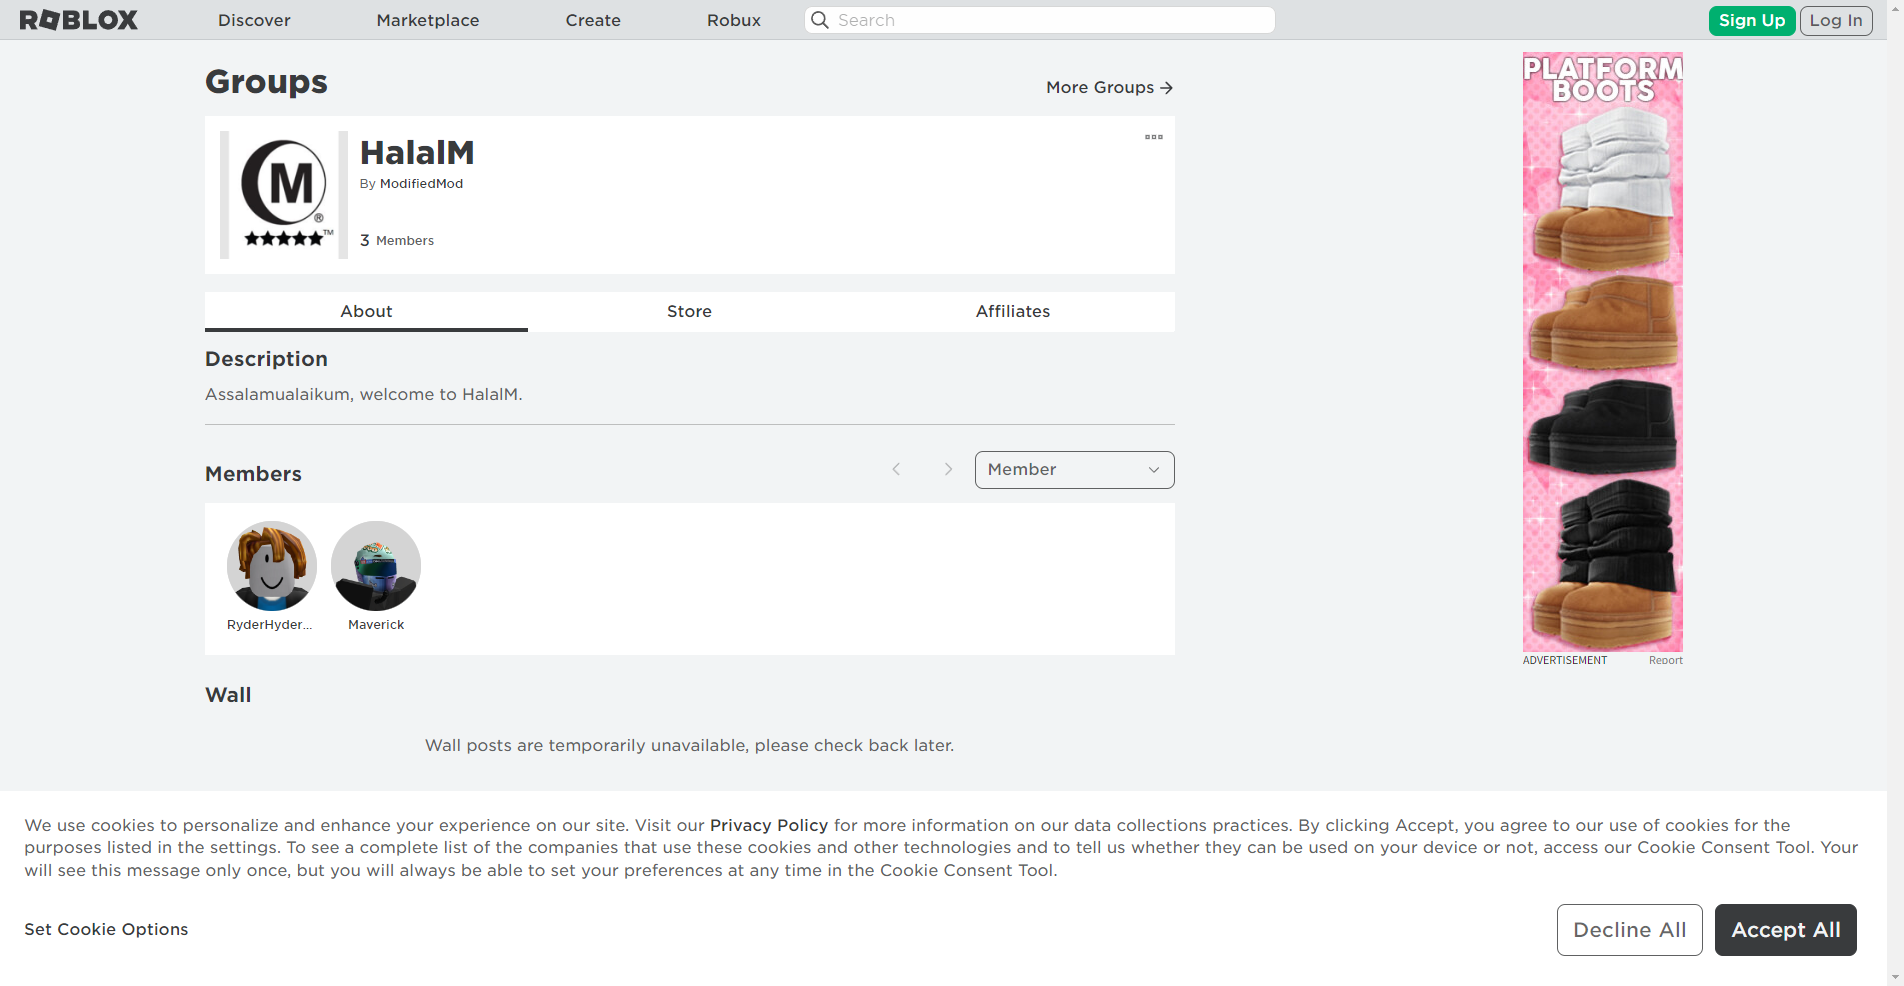 ROBLOX
Discover
Marketplace
Create
Robux
Search
Sign Up
Log In
Groups
More Groups
M
®
TM
HalalM
By ModifiedMod
3 Members
About
Store
Affiliates
Description
Assalamualaikum, welcome to HalalM.
Members
Member
RyderHyder...
Maverick
Wall
Wall posts are temporarily unavailable, please check back later.
PLATFORM
BOOTS
ADVERTISEMENT
Report
We use cookies to personalize and enhance your experience on our site. Visit our Privacy Policy for more information on our data collections practices. By clicking Accept, you agree to our use of cookies for the
purposes listed in the settings. To see a complete list of the companies that use these cookies and other technologies and to tell us whether they can be used on your device or not, access our Cookie Consent Tool. Your
will see this message only once, but you will always be able to set your preferences at any time in the Cookie Consent Tool.
Set Cookie Options
Decline All
Accept All